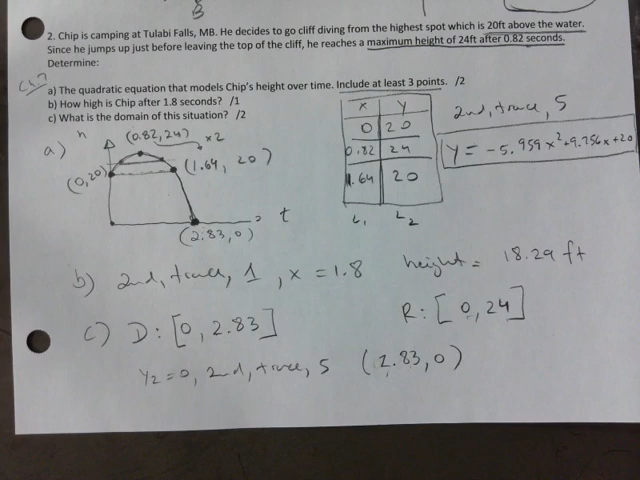 2. Chip is camping at Tulabi Falls, MB. He decides to go cliff diving from the highest spot which is 20ft above the water.
Since he jumps up just before leaving the top of the cliff, he reaches a maximum height of 24ft after 0.82 seconds.
Determine:
a) The quadratic equation that models Chip's height over time. Include at least 3 points. /2
b) How high is Chip after 1.8 seconds? /1
c) What is the domain of this situation? /2
a) h
(0.82, 24) ×2
(0,20)
(1.64, 20)
t
(2.83, 0)
x y
0 20
0.82 24
1.64 20
L1 L2
2nd, trace, 5
y = -5.959x²+9.756x+20
b) 2nd, trace, 1, x = 1.8 height = 18.29 ft
c) D: [0, 2.83] R: [0, 24]
Y2=0, 2nd, trace, 5 (2.83, 0)